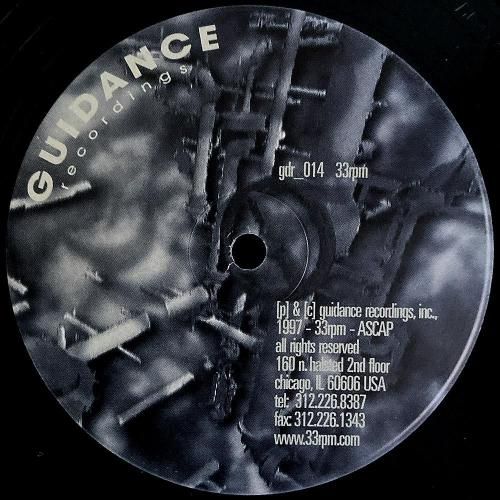 GUIDANCE
recordings
gdr_014 33rpm
[p] & [c] guidance recordings, inc.,
1997 - 33rpm - ASCAP
all rights reserved
160 n. halsted 2nd floor
chicago, IL 60606 USA
tel: 312.226.8387
fax: 312.226.1343
www.33rpm.com